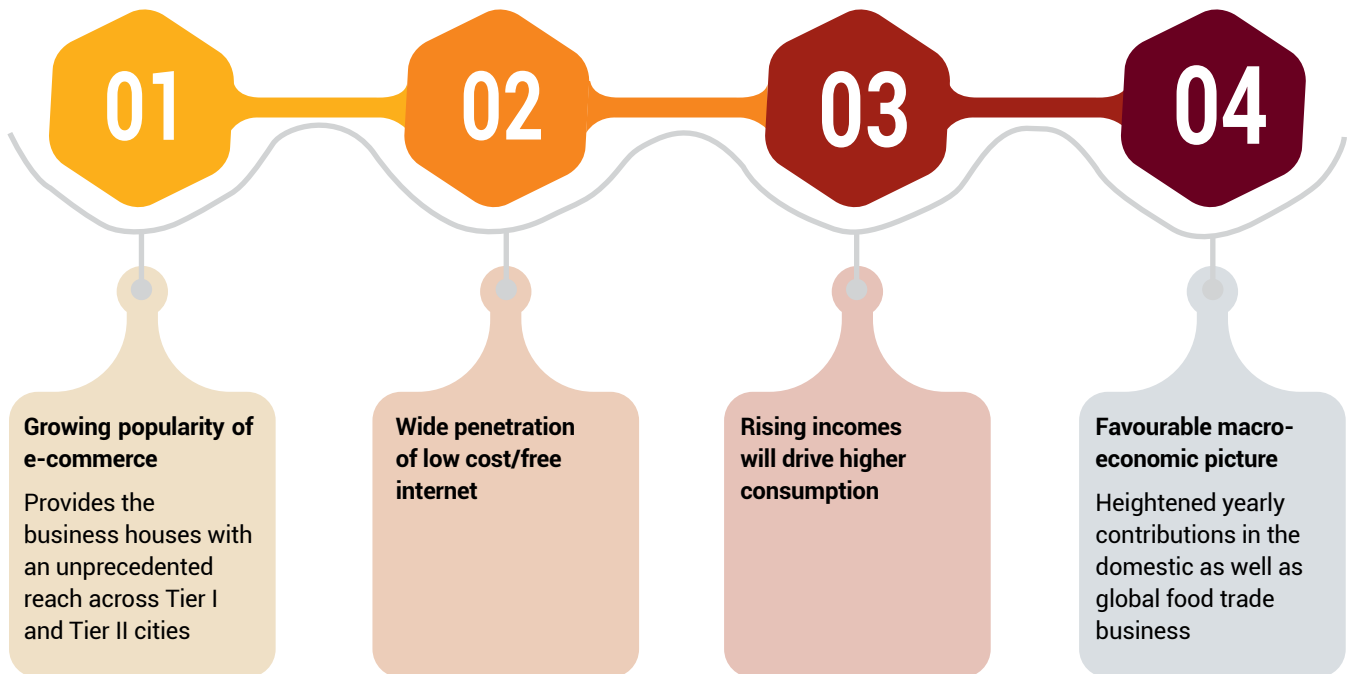 01
02
03
04
Growing popularity of
e-commerce
Provides the
business houses with
an unprecedented
reach across Tier I
and Tier II cities
Wide penetration
of low cost/free
internet
Rising incomes
will drive higher
consumption
Favourable macro-
economic picture
Heightened yearly
contributions in the
domestic as well as
global food trade
business